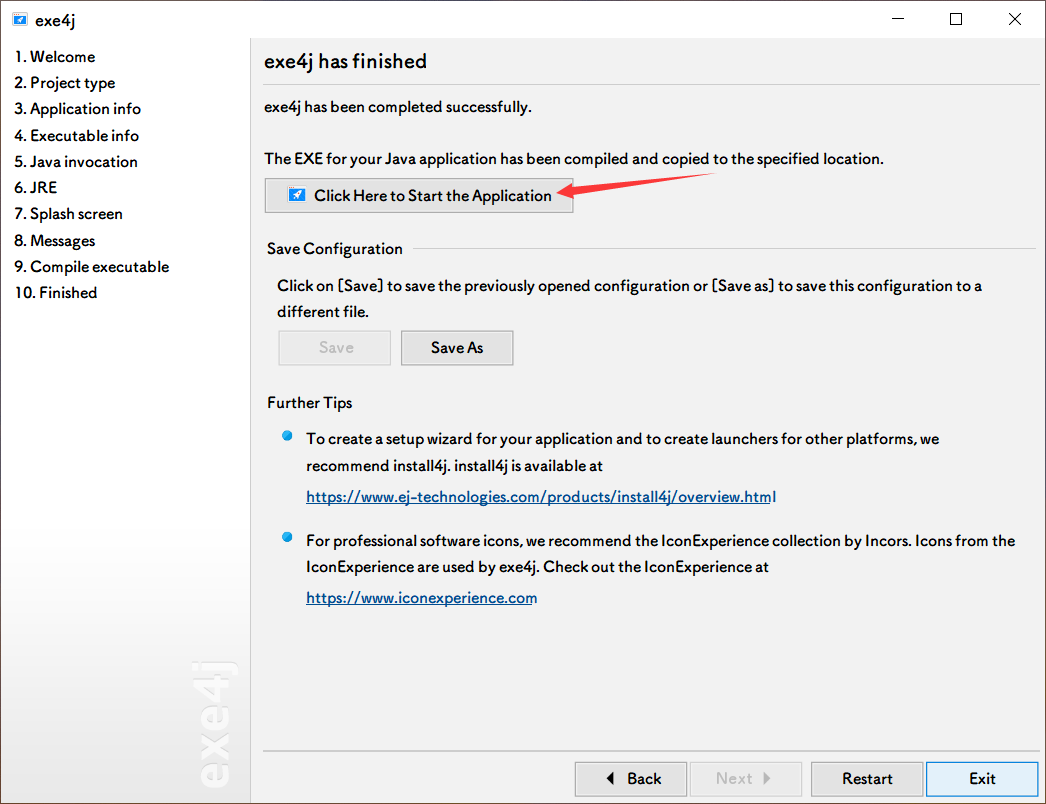 exe4j
1. Welcome
2. Project type
3. Application info
4. Executable info
5. Java invocation
6. JRE
7. Splash screen
8. Messages
9. Compile executable
10. Finished
exe4j
exe4j has finished
exe4j has been completed successfully.
The EXE for your Java application has been compiled and copied to the specified location.
Click Here to Start the Application
Save Configuration
Click on [Save] to save the previously opened configuration or [Save as] to save this configuration to a
different file.
Save
Save As
Further Tips
To create a setup wizard for your application and to create launchers for other platforms, we
recommend install4j. install4j is available at
https://www.ej-technologies.com/products/install4j/overview.html
For professional software icons, we recommend the IconExperience collection by Incors. Icons from the
IconExperience are used by exe4j. Check out the IconExperience at
https://www.iconexperience.com
Back
Next
Restart
Exit